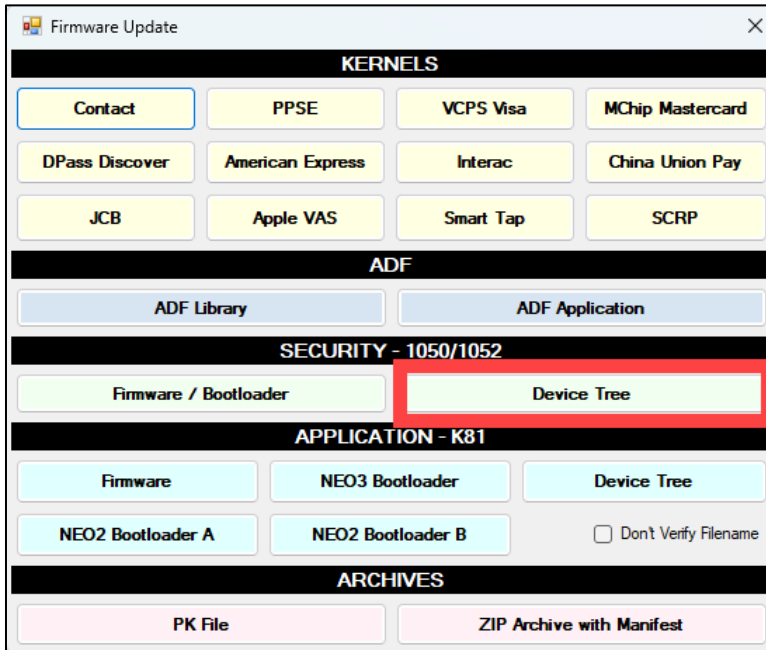 Firmware Update
KERNELS
Contact PPSE VCPS Visa MChip Mastercard
DPass Discover American Express Interac China Union Pay
JCB Apple VAS Smart Tap SCRP
ADF
ADF Library ADF Application
SECURITY - 1050/1052
Firmware / Bootloader Device Tree
APPLICATION - K81
Firmware NEO3 Bootloader Device Tree
NEO2 Bootloader A NEO2 Bootloader B Don't Verify Filename
ARCHIVES
PK File ZIP Archive with Manifest